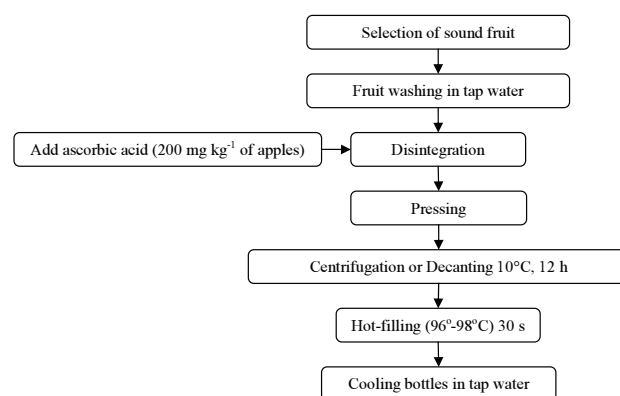 Selection of sound fruit
Fruit washing in tap water
Add ascorbic acid (200 mg kg⁻¹ of apples)
Disintegration
Pressing
Centrifugation or Decanting 10°C, 12 h
Hot-filling (96°-98°C) 30 s
Cooling bottles in tap water